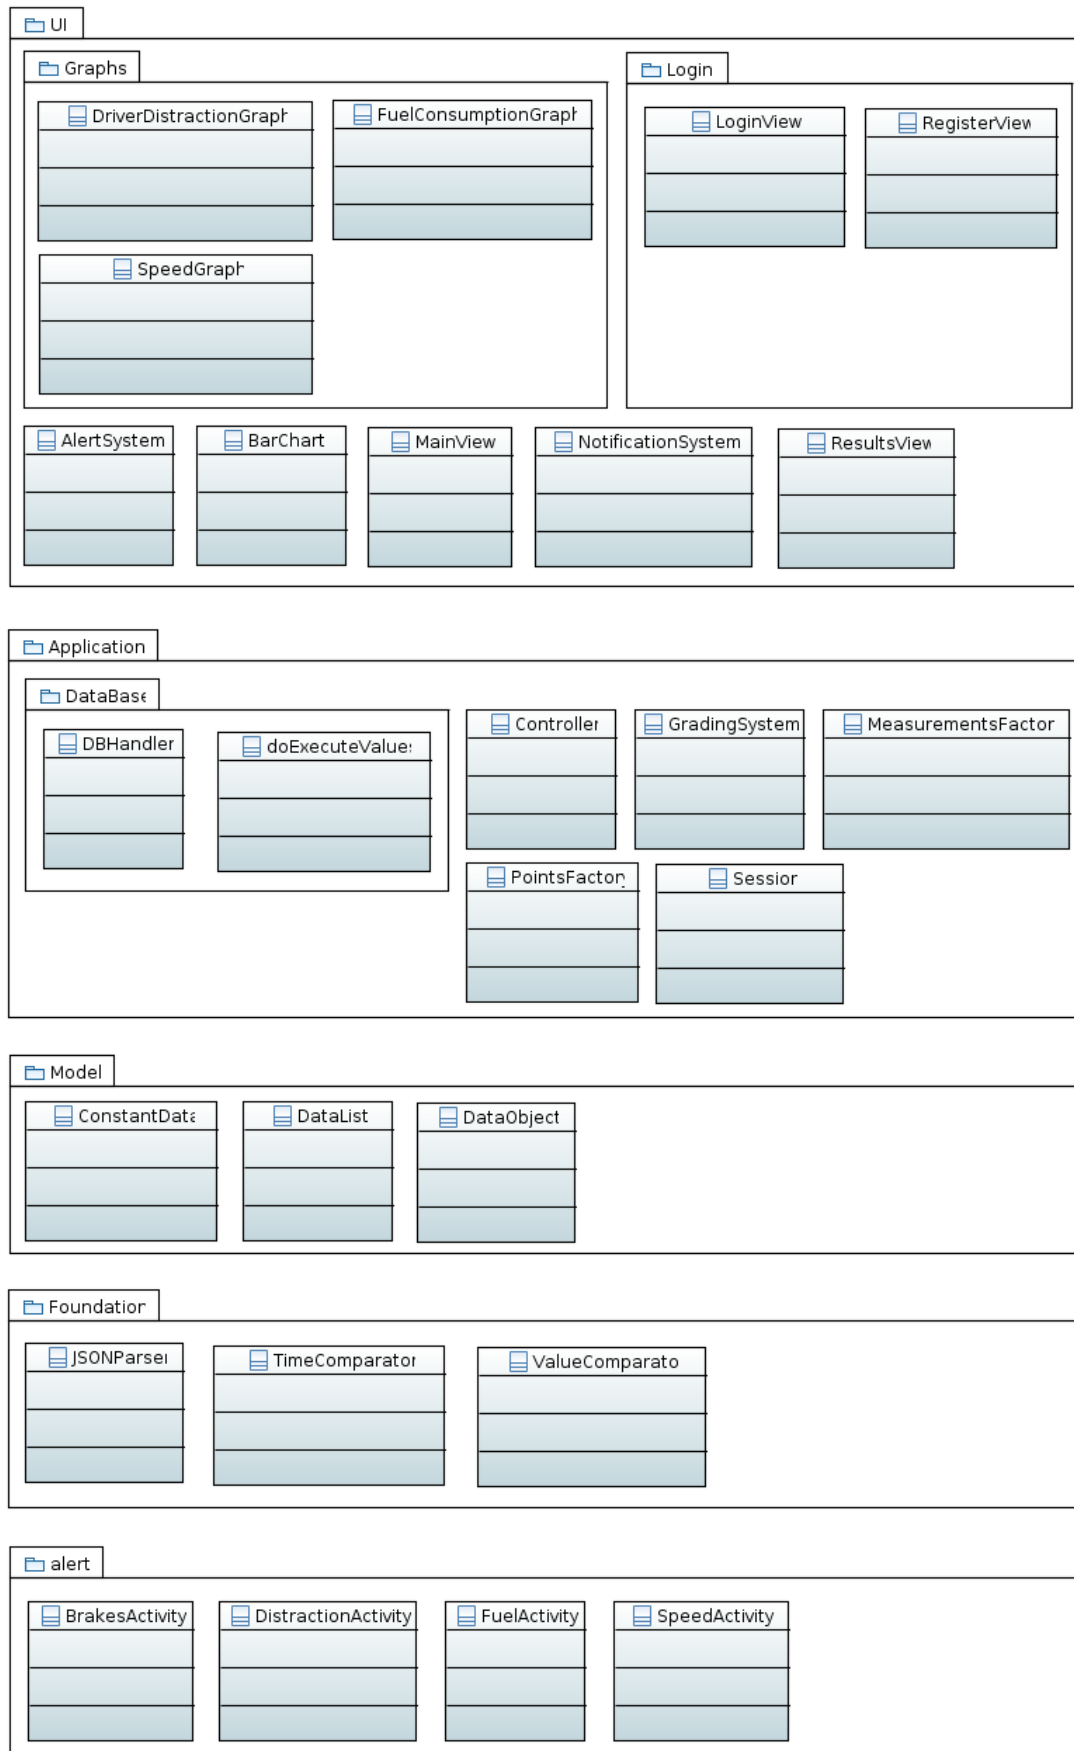 UI
Graphs
Login
DriverDistractionGraph
FuelConsumptionGraph
LoginView
RegisterView
SpeedGraph
AlertSystem
BarChart
MainView
NotificationSystem
ResultsView
Application
DataBase
DBHandler
doExecuteValues
Controller
GradingSystem
MeasurementsFactor
PointsFactory
Session
Model
ConstantData
DataList
DataObject
Foundation
JSONParser
TimeComparator
ValueComparato
alert
BrakesActivity
DistractionActivity
FuelActivity
SpeedActivity